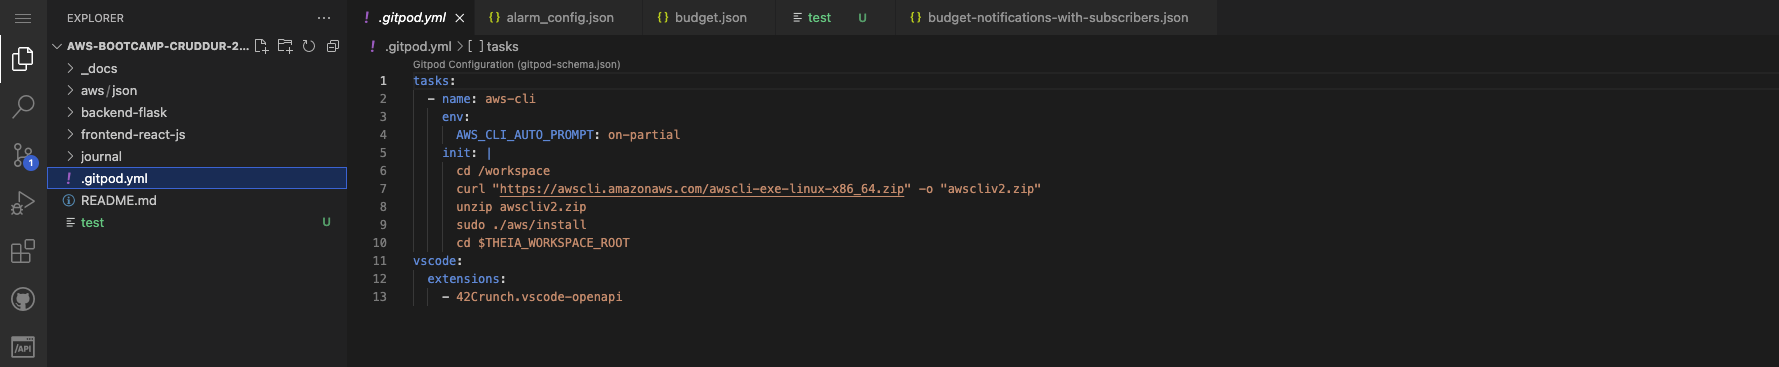 EXPLORER ...
AWS-BOOTCAMP-CRUDDUR-2...
_docs
aws/json
backend-flask
frontend-react-js
journal
! .gitpod.yml
README.md
test U
1
/API
! .gitpod.yml
{} alarm_config.json
{} budget.json
test U
{} budget-notifications-with-subscribers.json
! .gitpod.yml > [ ] tasks
Gitpod Configuration (gitpod-schema.json)
1 tasks:
2 - name: aws-cli
3 env:
4 AWS_CLI_AUTO_PROMPT: on-partial
5 init: |
6 cd /workspace
7 curl "https://awscli.amazonaws.com/awscli-exe-linux-x86_64.zip" -o "awscliv2.zip"
8 unzip awscliv2.zip
9 sudo ./aws/install
10 cd $THEIA_WORKSPACE_ROOT
11 vscode:
12 extensions:
13 - 42Crunch.vscode-openapi